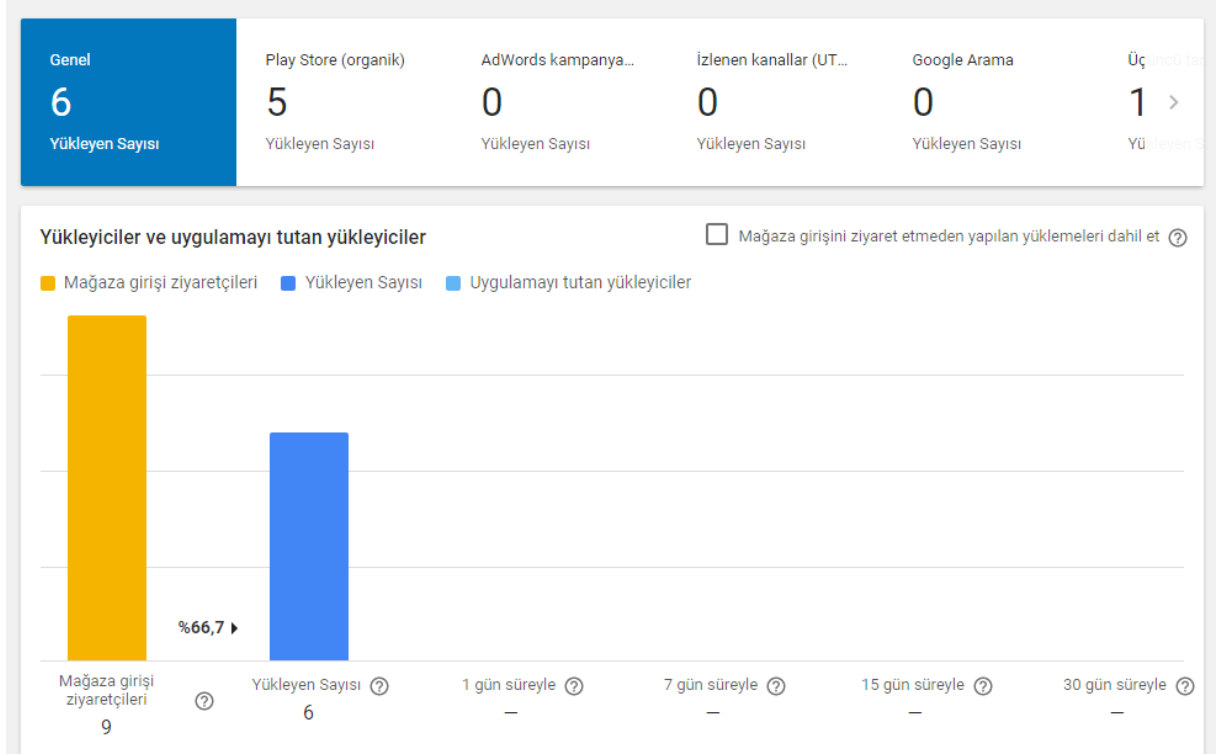 Genel
6
Yükleyen Sayısı
Play Store (organik)
5
Yükleyen Sayısı
AdWords kampanya...
0
Yükleyen Sayısı
İzlenen kanallar (UT...
0
Yükleyen Sayısı
Google Arama
0
Yükleyen Sayısı
Üçüncü ta
1
Yükleyen S
Yükleyiciler ve uygulamayı tutan yükleyiciler
Mağaza girişini ziyaret etmeden yapılan yüklemeleri dahil et
Mağaza girişi ziyaretçileri
Yükleyen Sayısı
Uygulamayı tutan yükleyiciler
%66,7
Mağaza girişi
ziyaretçileri
9
Yükleyen Sayısı
6
1 gün süreyle
–
7 gün süreyle
–
15 gün süreyle
–
30 gün süreyle
–